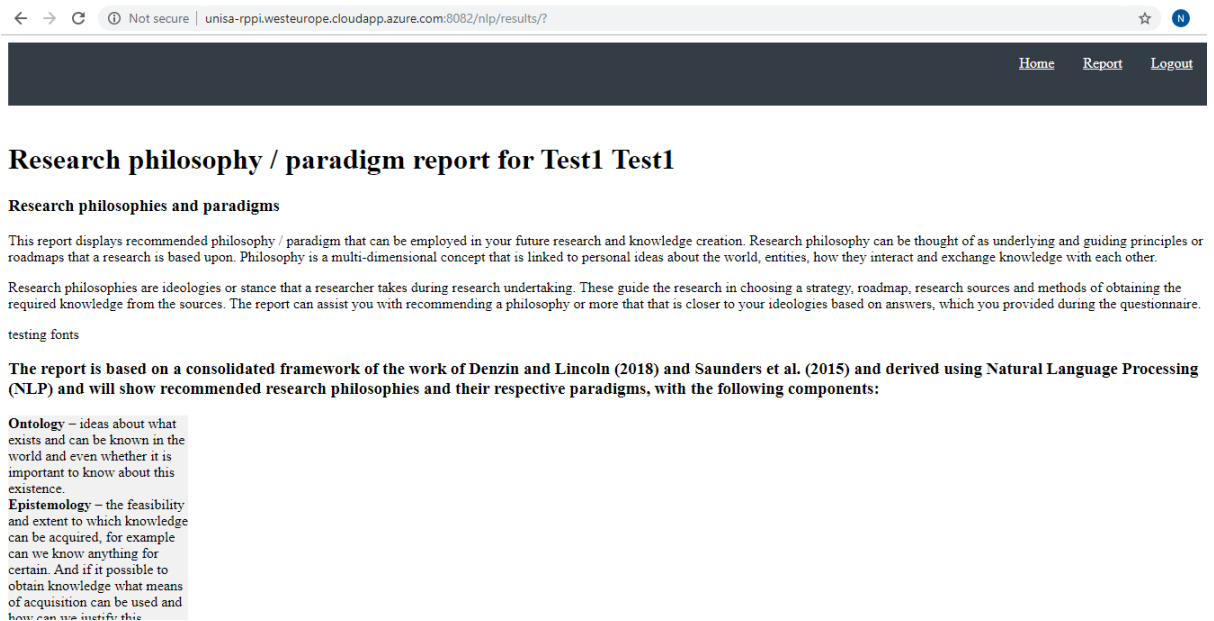 Not secure | unisa-rppi.westeurope.cloudapp.azure.com:8082/nlp/results/?
N
Home Report Logout
Research philosophy / paradigm report for Test1 Test1
Research philosophies and paradigms
This report displays recommended philosophy / paradigm that can be employed in your future research and knowledge creation. Research philosophy can be thought of as underlying and guiding principles or
roadmaps that a research is based upon. Philosophy is a multi-dimensional concept that is linked to personal ideas about the world, entities, how they interact and exchange knowledge with each other.
Research philosophies are ideologies or stance that a researcher takes during research undertaking. These guide the research in choosing a strategy, roadmap, research sources and methods of obtaining the
required knowledge from the sources. The report can assist you with recommending a philosophy or more that that is closer to your ideologies based on answers, which you provided during the questionnaire.
testing fonts
The report is based on a consolidated framework of the work of Denzin and Lincoln (2018) and Saunders et al. (2015) and derived using Natural Language Processing
(NLP) and will show recommended research philosophies and their respective paradigms, with the following components:
Ontology – ideas about what
exists and can be known in the
world and even whether it is
important to know about this
existence.
Epistemology – the feasibility
and extent to which knowledge
can be acquired, for example
can we know anything for
certain. And if it possible to
obtain knowledge what means
of acquisition can be used and
how can we justify this